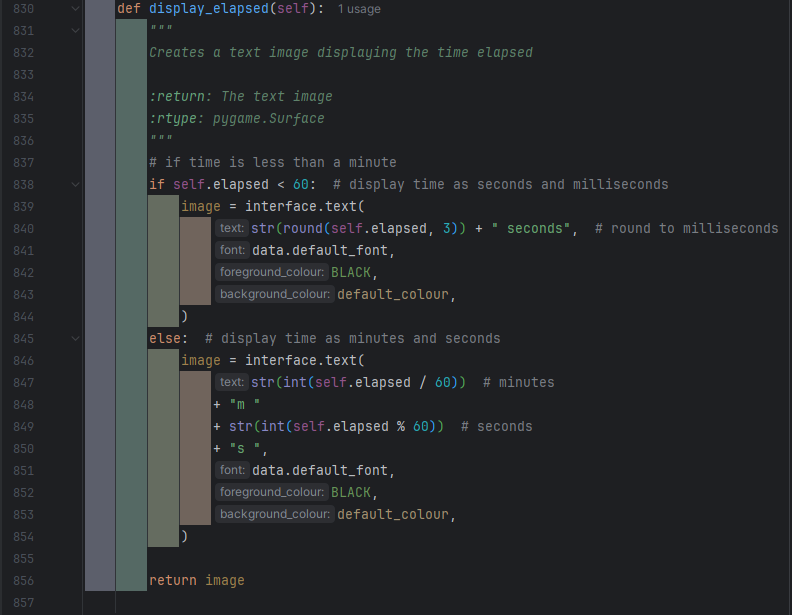 830 def display_elapsed(self): 1 usage
831 """
832 Creates a text image displaying the time elapsed
833
834 :return: The text image
835 :rtype: pygame.Surface
836 """
837 # if time is less than a minute
838 if self.elapsed < 60: # display time as seconds and milliseconds
839 image = interface.text(
840 text: str(round(self.elapsed, 3)) + " seconds", # round to milliseconds
841 font: data.default_font,
842 foreground_colour: BLACK,
843 background_colour: default_colour,
844 )
845 else: # display time as minutes and seconds
846 image = interface.text(
847 text: str(int(self.elapsed / 60)) # minutes
848 + "m "
849 + str(int(self.elapsed % 60)) # seconds
850 + "s ",
851 font: data.default_font,
852 foreground_colour: BLACK,
853 background_colour: default_colour,
854 )
855
856 return image
857